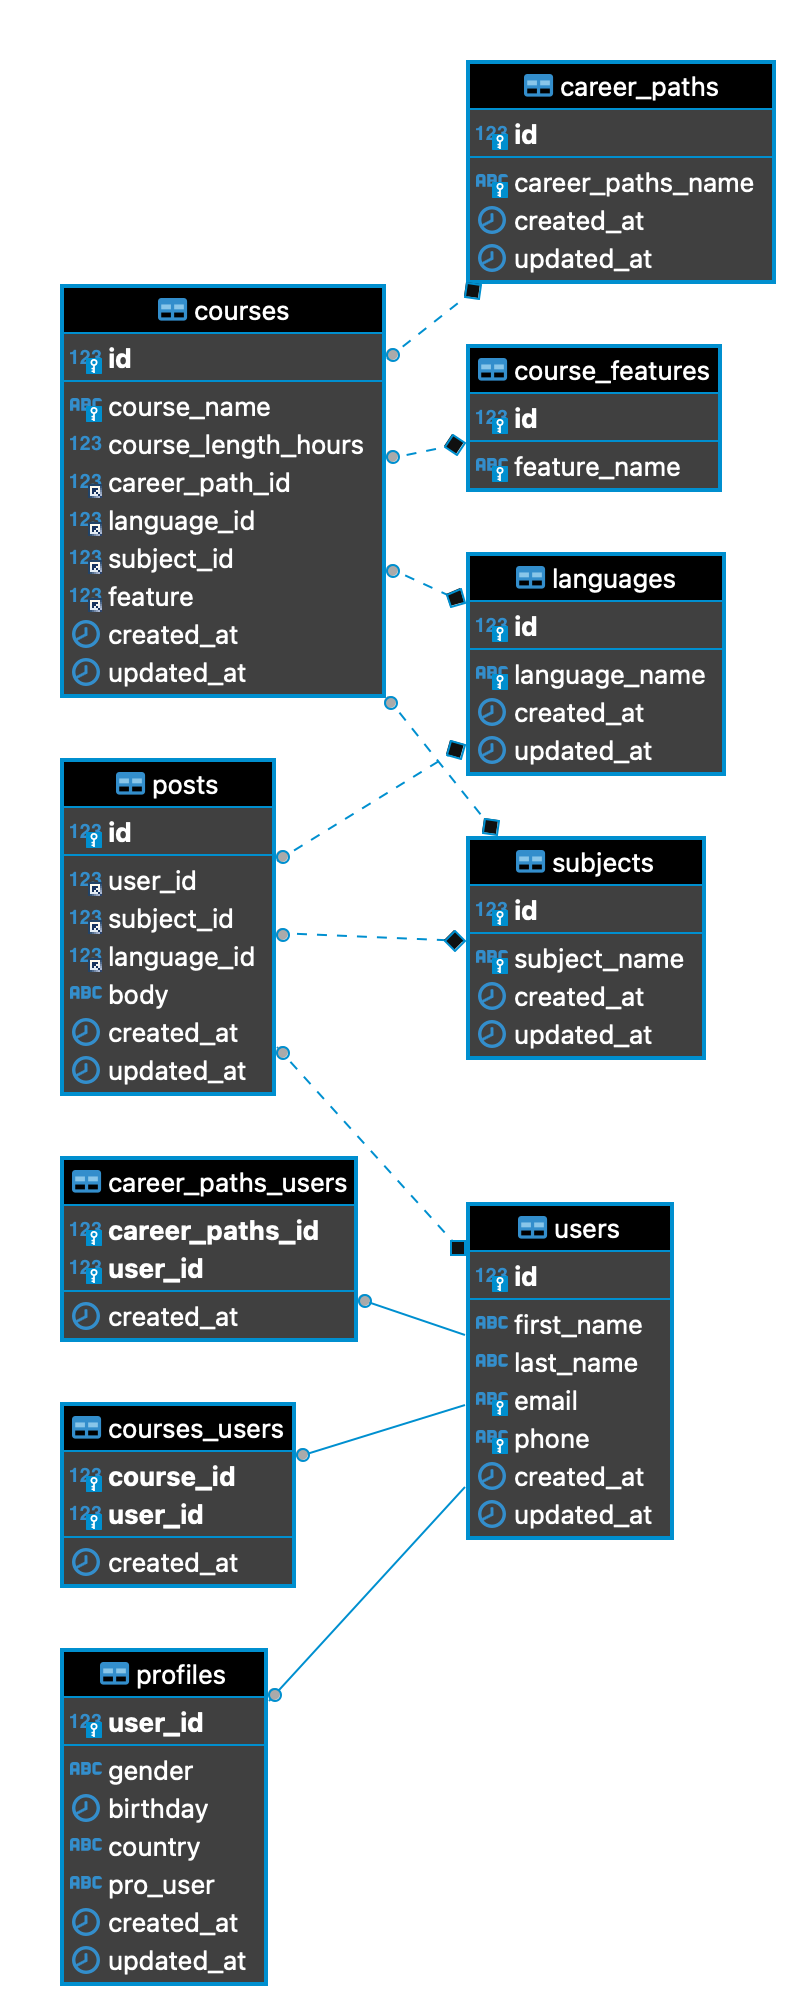 career_paths
123 id
ABC career_paths_name
created_at
updated_at
courses
123 id
ABC course_name
123 course_length_hours
123 career_path_id
123 language_id
123 subject_id
123 feature
created_at
updated_at
course_features
123 id
ABC feature_name
languages
123 id
ABC language_name
created_at
updated_at
posts
123 id
123 user_id
123 subject_id
123 language_id
ABC body
created_at
updated_at
subjects
123 id
ABC subject_name
created_at
updated_at
career_paths_users
123 career_paths_id
123 user_id
created_at
users
123 id
ABC first_name
ABC last_name
ABC email
ABC phone
created_at
updated_at
courses_users
123 course_id
123 user_id
created_at
profiles
123 user_id
ABC gender
birthday
ABC country
ABC pro_user
created_at
updated_at